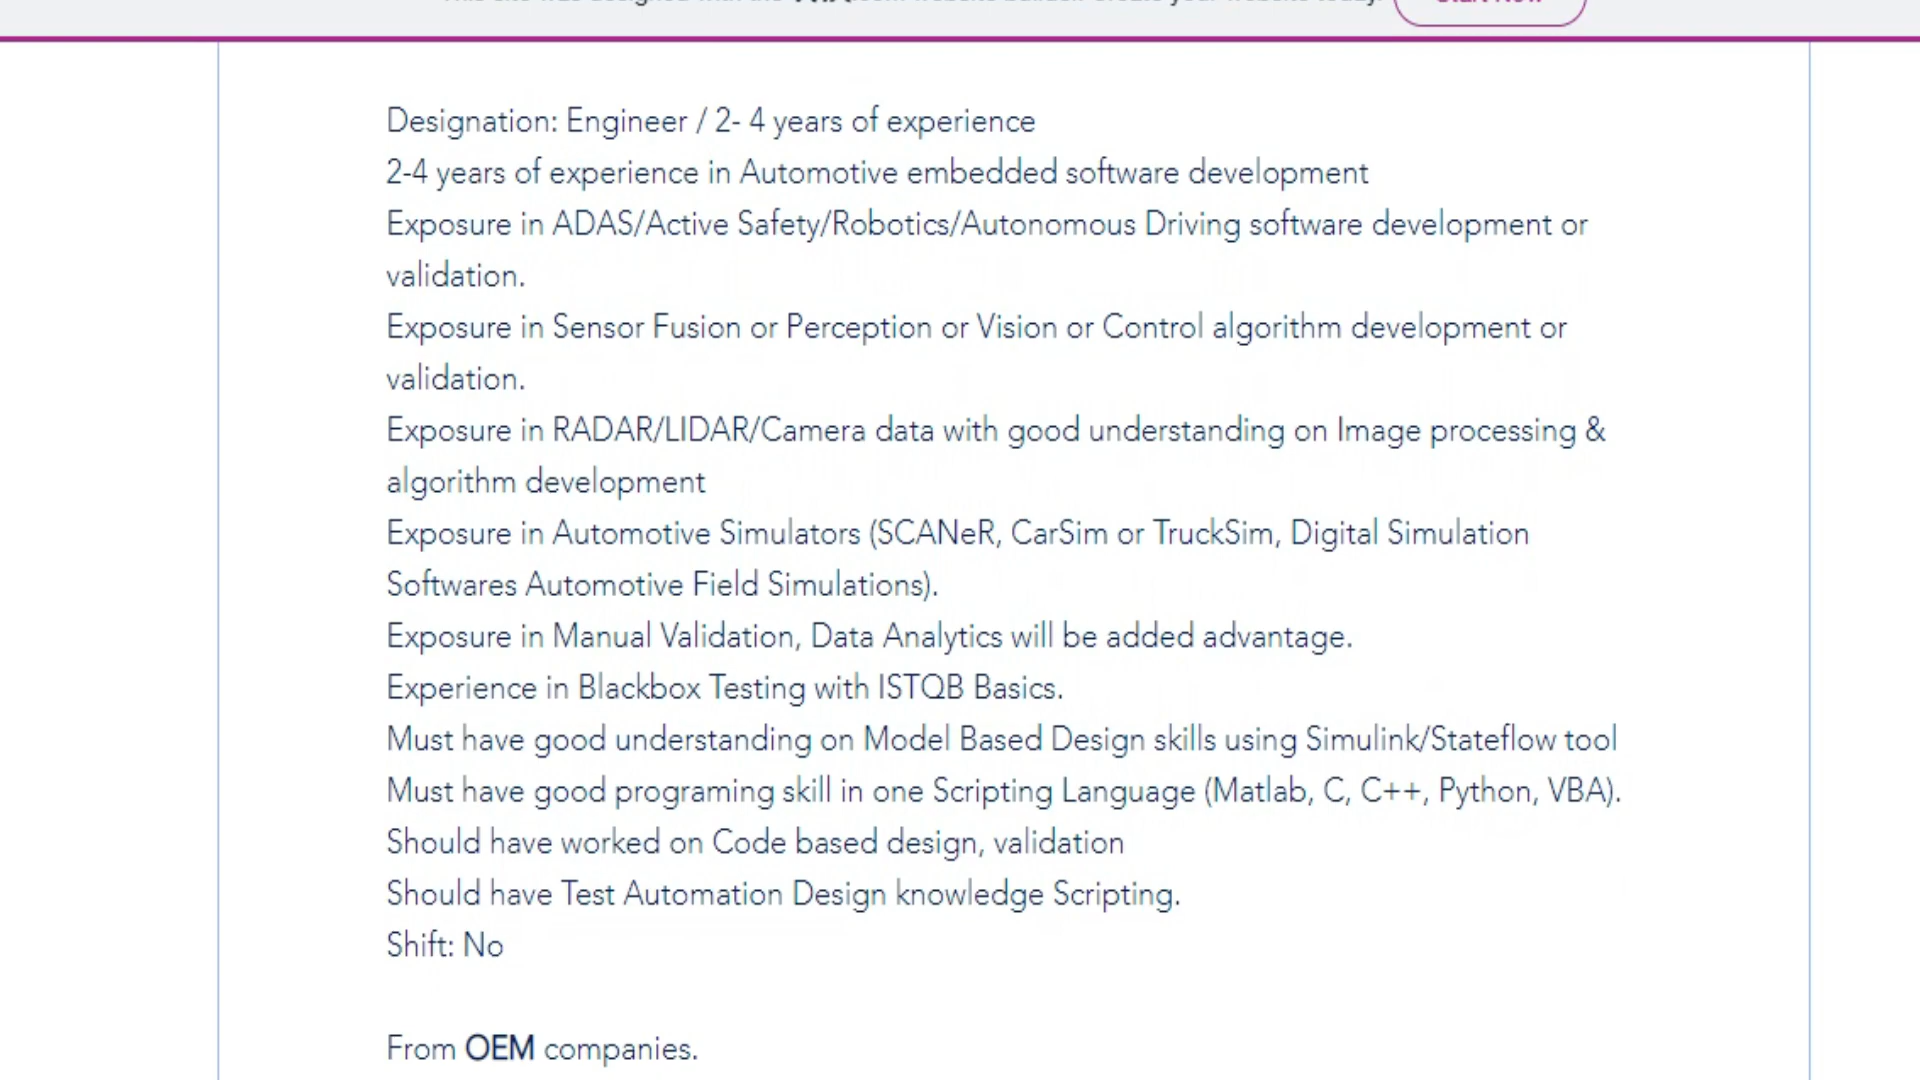 Designation: Engineer / 2- 4 years of experience
2-4 years of experience in Automotive embedded software development
Exposure in ADAS/Active Safety/Robotics/Autonomous Driving software development or
validation.
Exposure in Sensor Fusion or Perception or Vision or Control algorithm development or
validation.
Exposure in RADAR/LIDAR/Camera data with good understanding on Image processing &
algorithm development
Exposure in Automotive Simulators (SCANeR, CarSim or TruckSim, Digital Simulation
Softwares Automotive Field Simulations).
Exposure in Manual Validation, Data Analytics will be added advantage.
Experience in Blackbox Testing with ISTQB Basics.
Must have good understanding on Model Based Design skills using Simulink/Stateflow tool
Must have good programing skill in one Scripting Language (Matlab, C, C++, Python, VBA).
Should have worked on Code based design, validation
Should have Test Automation Design knowledge Scripting.
Shift: No
From OEM companies.